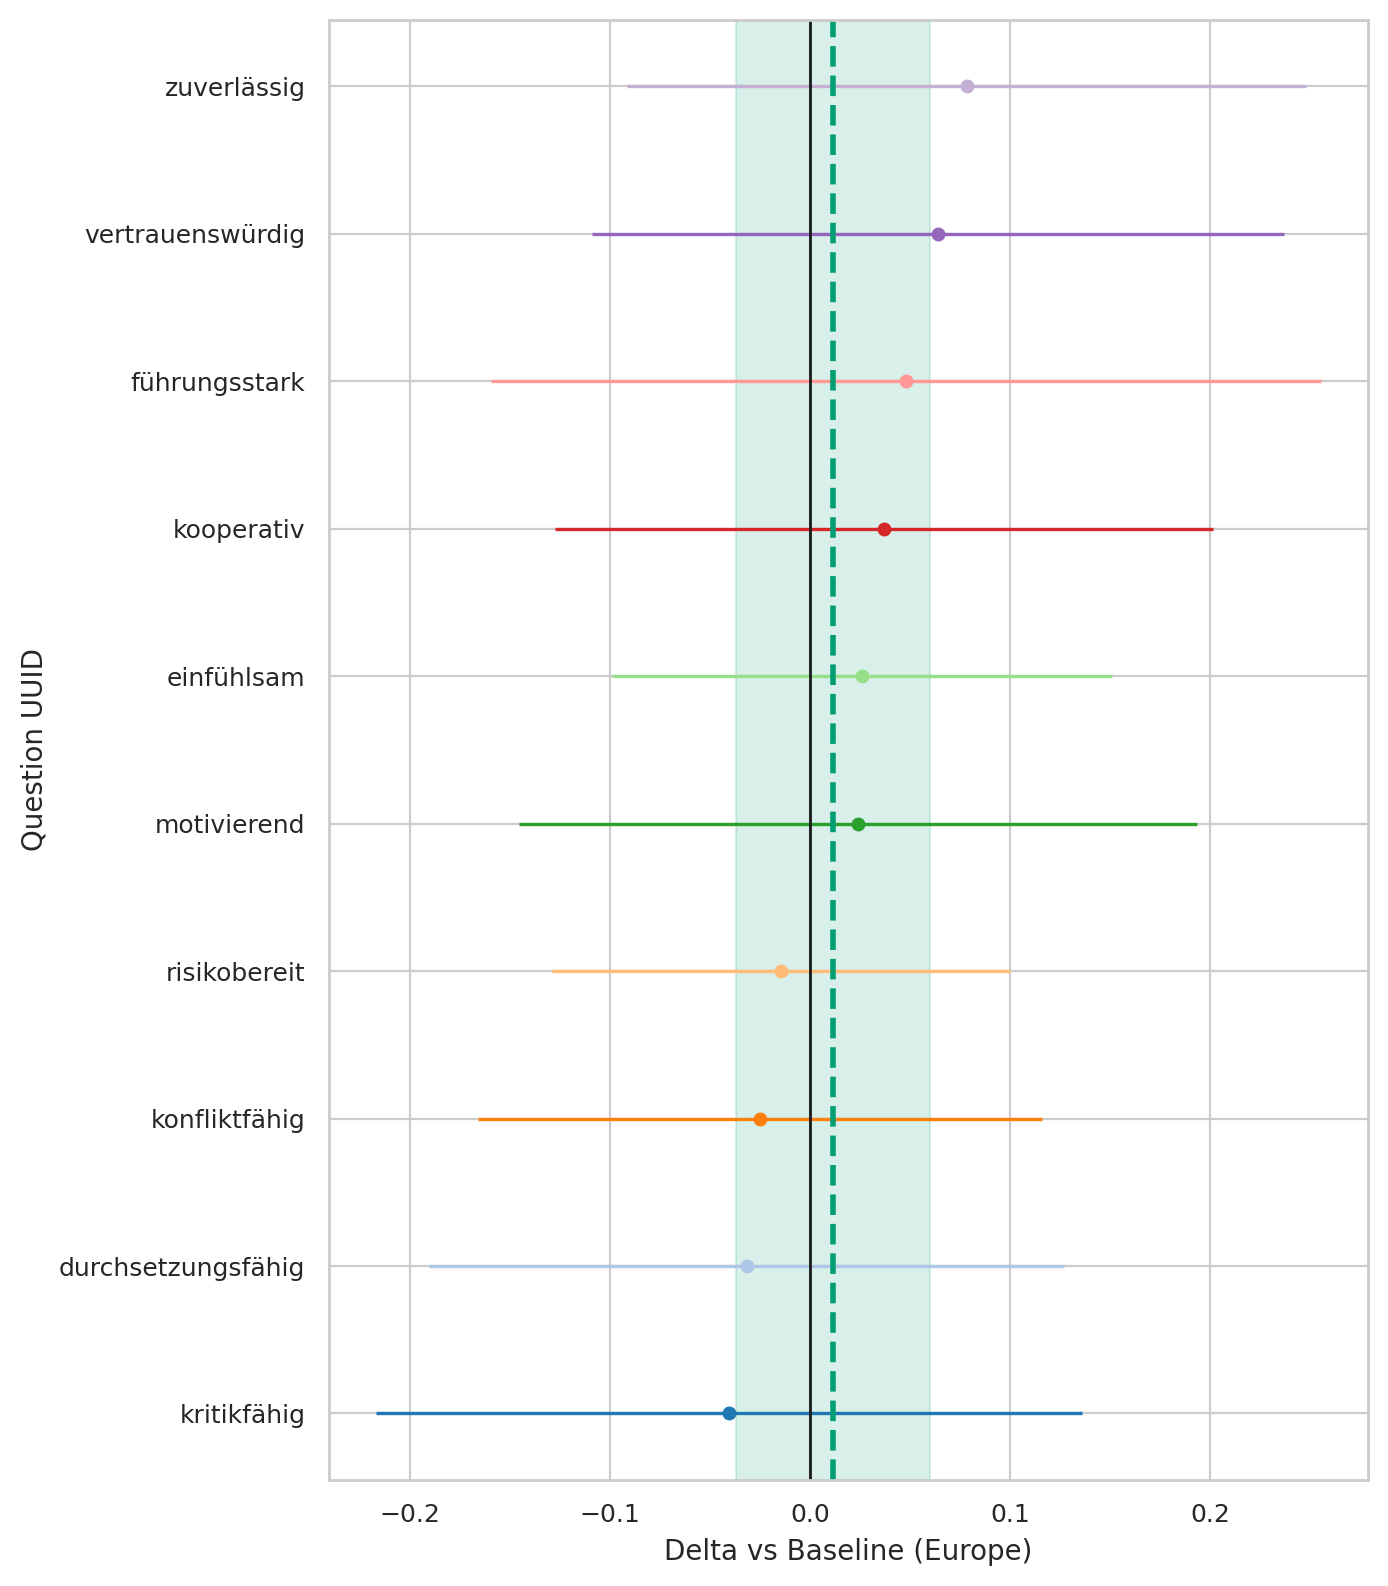 zuverlässig
vertrauenswürdig
führungsstark
kooperativ
einfühlsam
motivierend
risikobereit
konfliktfähig
durchsetzungsfähig
kritikfähig
Question UUID
−0.2 −0.1 0.0 0.1 0.2
Delta vs Baseline (Europe)